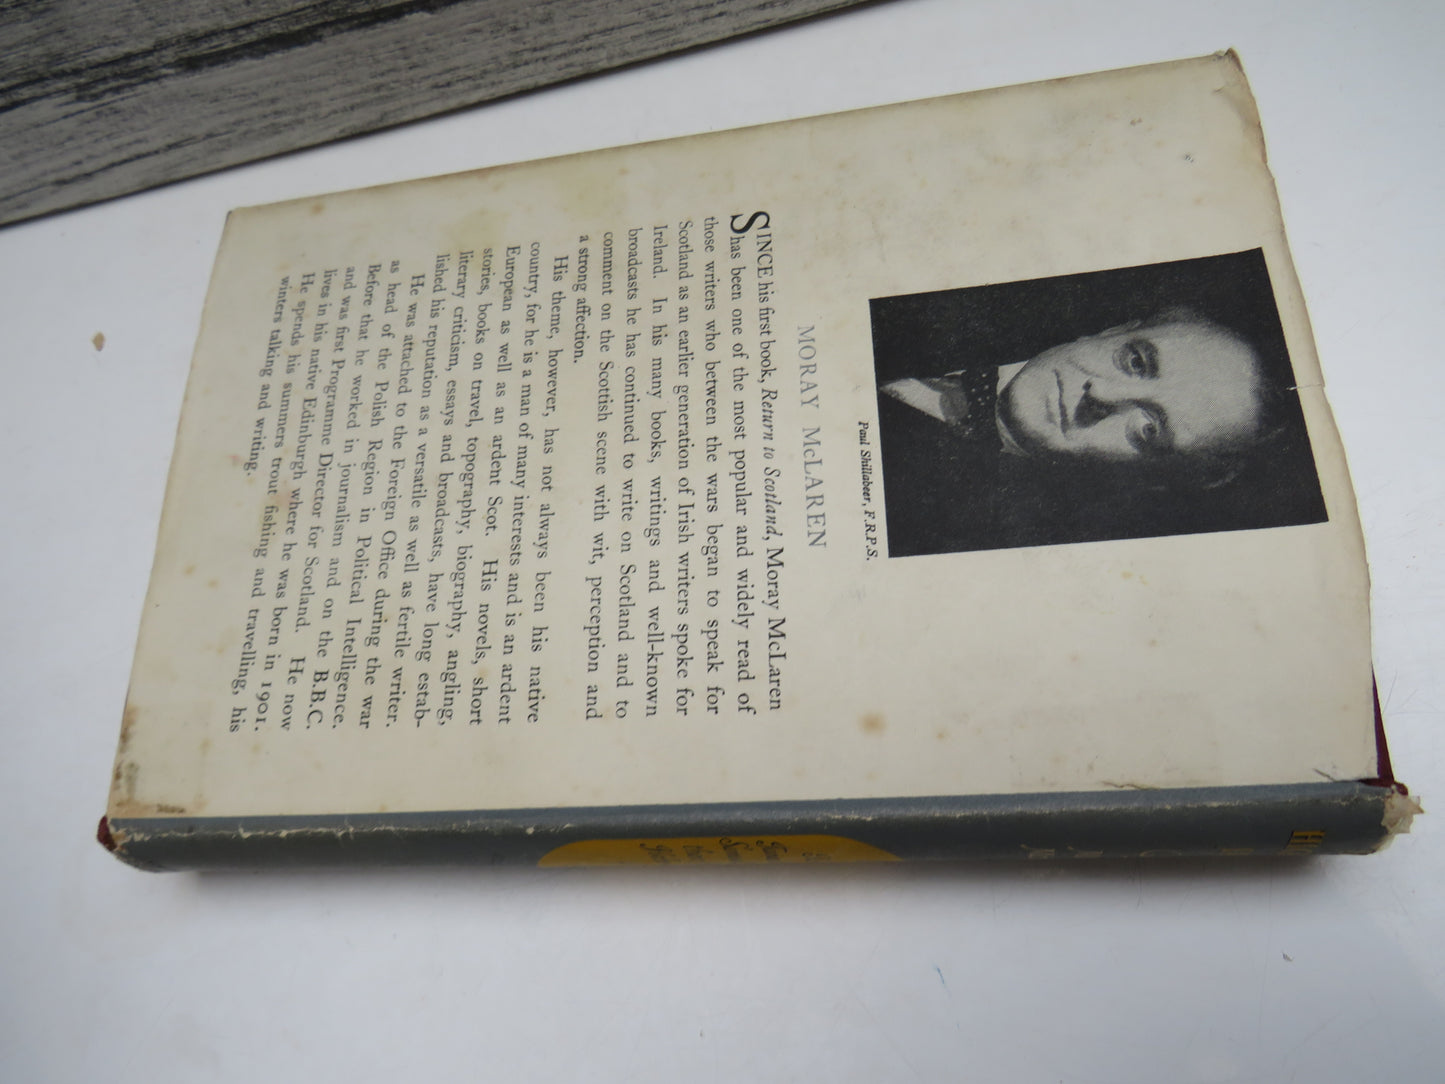 Paul Shillabeer, F.R.P.S.
MORAY McLAREN
SINCE his first book, Return to Scotland, Moray McLaren
has been one of the most popular and widely read of
those writers who between the wars began to speak for
Scotland as an earlier generation of Irish writers spoke for
Ireland. In his many books, writings and well-known
broadcasts he has continued to write on Scotland and to
comment on the Scottish scene with wit, perception and
a strong affection.
His theme, however, has not always been his native
country, for he is a man of many interests and is an ardent
European as well as an ardent Scot. His novels, short
stories, books on travel, topography, biography, angling,
literary criticism, essays and broadcasts, have long estab-
lished his reputation as a versatile as well as fertile writer.
He was attached to the Foreign Office during the war
as head of the Polish Region in Political Intelligence.
Before that he worked in journalism and on the B.B.C.
and was first Programme Director for Scotland. He now
lives in his native Edinburgh where he was born in 1901.
He spends his summers trout fishing and travelling, his
winters talking and writing.